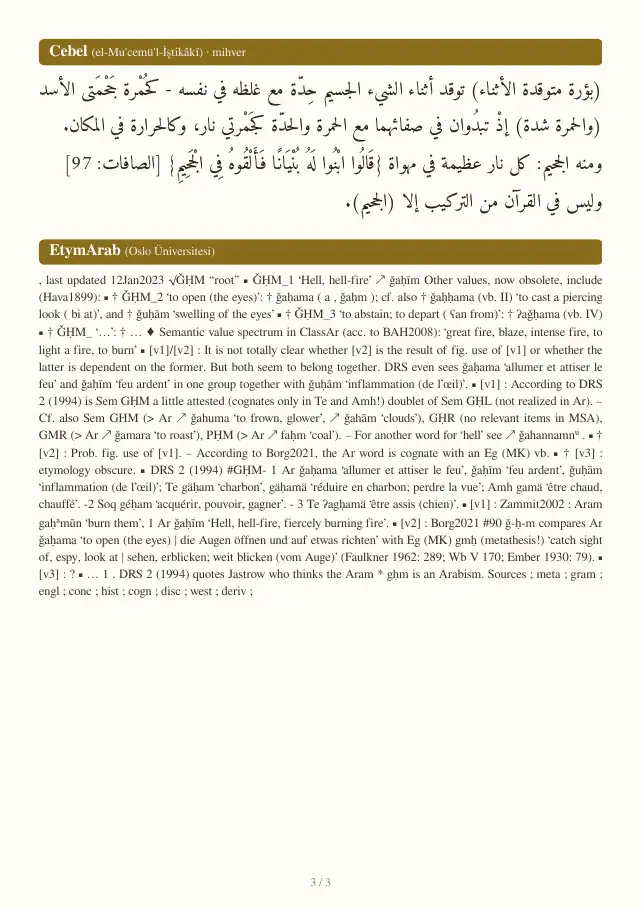 Cebel (el-Mu'cemü'l-İştikâkî) · mihver
(بؤرة متوقدة الأثناء) توقد أثناء الشيء الجسيم حِدّة مع غلظه في نفسه - كحُمْرة جَحْمَتى الأسد
(والحمرة شدة) إذْ تبدُوان في صفائهما مع الحمرة والحدّة كجَمْرتي نار، وكالحرارة في المكان.
ومنه الجحيم: كل نار عظيمة في مهواة {قَالُوا ابْنُوا لَهُ بُنْيَانًا فَأَلْقُوهُ فِي الْجَحِيمِ} [الصافات: 97]
وليس في القرآن من التركيب إلا (الجحيم).
EtymArab (Oslo Üniversitesi)
, last updated 12Jan2023 √ǦḤM “root” ▪ ǦḤM_1 ‘Hell, hell-fire’ ↗ ǧaḥīm Other values, now obsolete, include
(Hava1899): ▪ † ǦḤM_2 ‘to open (the eyes)’: † ǧaḥama ( a , ǧaḥm ); cf. also † ǧaḥḥama (vb. II) ‘to cast a piercing
look ( bi at)’, and † ǧuḥām ‘swelling of the eyes’ ▪ † ǦḤM_3 ‘to abstain; to depart ( ʕan from)’: † ʔaǧḥama (vb. IV)
▪ † ǦḤM_ ‘…’: † … ♦ Semantic value spectrum in ClassAr (acc. to BAH2008): ‘great fire, blaze, intense fire, to
light a fire, to burn’ ▪ [v1]/[v2] : It is not totally clear whether [v2] is the result of fig. use of [v1] or whether the
latter is dependent on the former. But both seem to belong together. DRS even sees ǧaḥama ‘allumer et attiser le
feu’ and ǧaḥīm ‘feu ardent’ in one group together with ǧuḥām ‘inflammation (de l’œil)’. ▪ [v1] : According to DRS
2 (1994) is Sem GḤM a little attested (cognates only in Te and Amh!) doublet of Sem GḤL (not realized in Ar). –
Cf. also Sem GHM (> Ar ↗ ǧahuma ‘to frown, glower’, ↗ ǧahām ‘clouds’), GḤR (no relevant items in MSA),
GMR (> Ar ↗ ǧamara ‘to roast’), PḤM (> Ar ↗ faḥm ‘coal’). – For another word for ‘hell’ see ↗ ǧahannamᵘ . ▪ †
[v2] : Prob. fig. use of [v1]. – According to Borg2021, the Ar word is cognate with an Eg (MK) vb. ▪ † [v3] :
etymology obscure. ▪ DRS 2 (1994) #GḤM- 1 Ar ǧaḥama ‘allumer et attiser le feu’, ǧaḥīm ‘feu ardent’, ǧuḥām
‘inflammation (de l’œil)’; Te gäḥam ‘charbon’, gäḥamä ‘réduire en charbon; perdre la vue’; Amh gamä ‘être chaud,
chauffé’. -2 Soq géḥam ‘acquérir, pouvoir, gagner’. - 3 Te ʔagḥamä ‘être assis (chien)’. ▪ [v1] : Zammit2002 : Aram
gaḥᵃmūn ‘burn them’, 1 Ar ǧaḥīm ‘Hell, hell-fire, fiercely burning fire’. ▪ [v2] : Borg2021 #90 ǧ-ḥ-m compares Ar
ǧaḥama ‘to open (the eyes) | die Augen öffnen und auf etwas richten’ with Eg (MK) gmḥ (metathesis!) ‘catch sight
of, espy, look at | sehen, erblicken; weit blicken (vom Auge)’ (Faulkner 1962: 289; Wb V 170; Ember 1930: 79). ▪
[v3] : ? ▪ … 1 . DRS 2 (1994) quotes Jastrow who thinks the Aram * gḥm is an Arabism. Sources ; meta ; gram ;
engl ; conc ; hist ; cogn ; disc ; west ; deriv ;
3 / 3